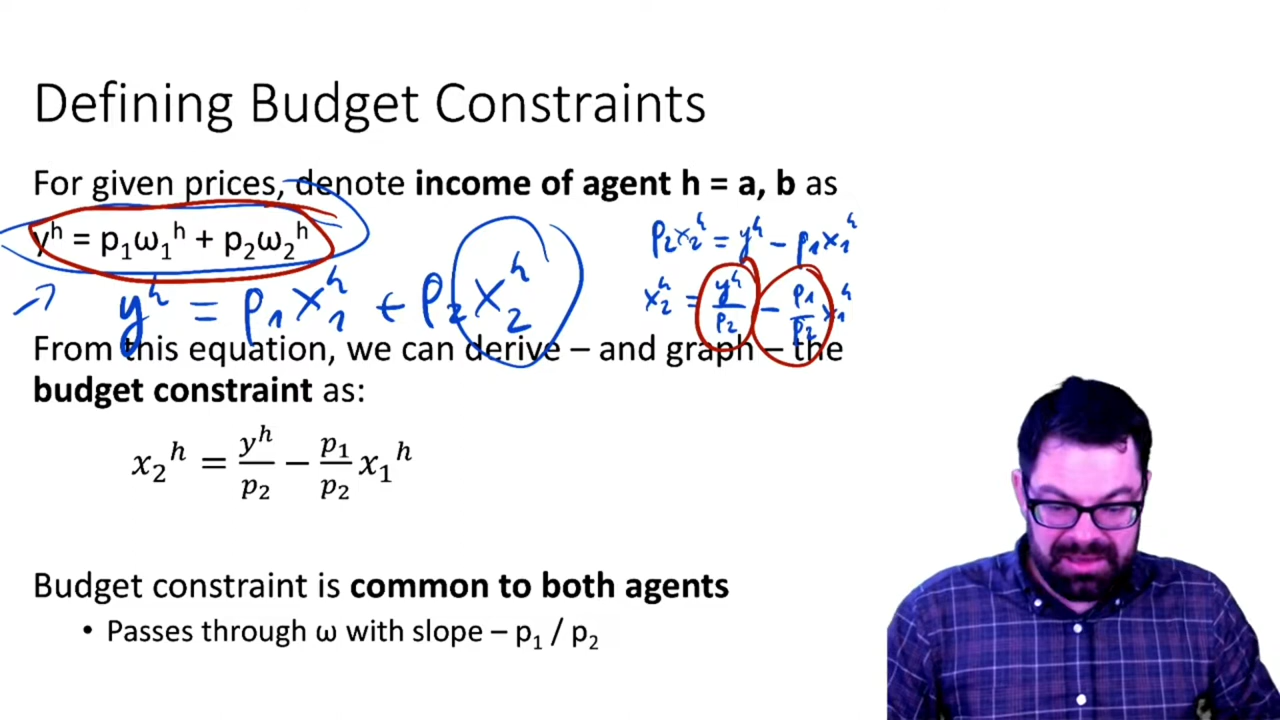 Defining Budget Constraints
For given prices, denote income of agent h = a, b as
yʰ = p₁ω₁ʰ + p₂ω₂ʰ
p₂x₂ʰ = yʰ − p₁x₁ʰ
x₂ʰ = yʰ/p₂ − p₁/p₂ x₁ʰ
yʰ = p₁x₁ʰ + p₂x₂ʰ
From this equation, we can derive – and graph – the
budget constraint as:
x₂ʰ = yʰ/p₂ − p₁/p₂ x₁ʰ
Budget constraint is common to both agents
• Passes through ω with slope – p₁ / p₂